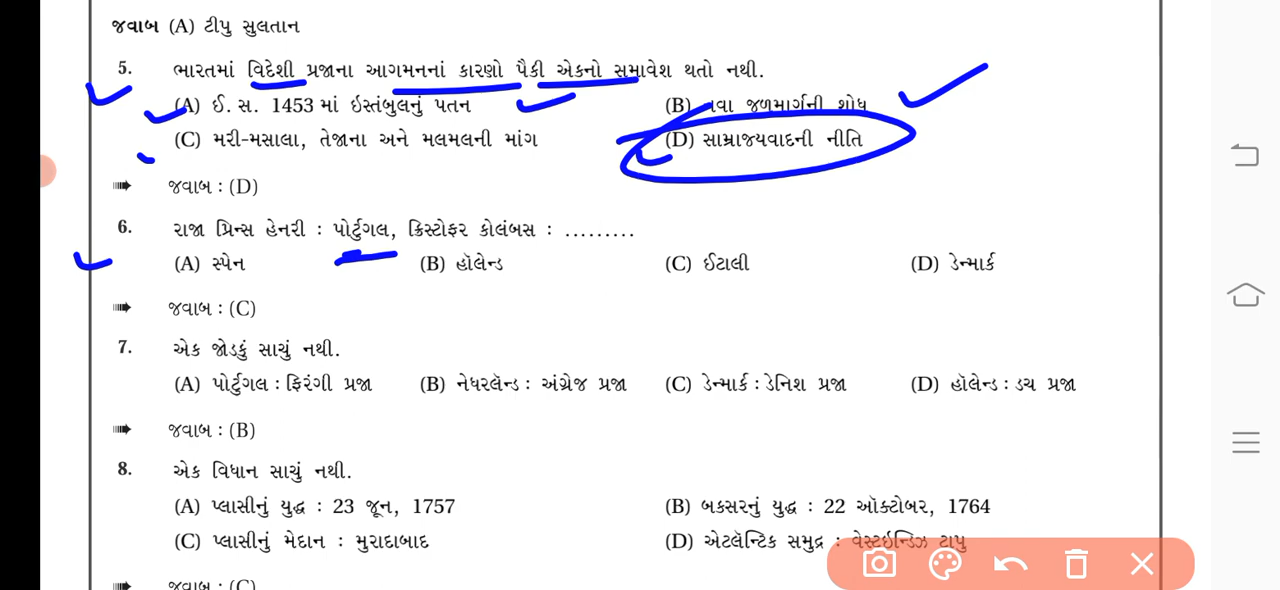 જવાબ (A) ટીપુ સુલતાન
5. ભારતમાં વિદેશી પ્રજાના આગમનનાં કારણો પૈકી એકનો સમાવેશ થતો નથી.
(A) ઈ. સ. 1453 માં ઇસ્તંબુલનું પતન (B) નવા જળમાર્ગની શોધ
(C) મરી-મસાલા, તેજાના અને મલમલની માંગ (D) સામ્રાજ્યવાદની નીતિ
જવાબ : (D)
6. રાજા પ્રિન્સ હેનરી : પોર્ટુગલ, ક્રિસ્ટોફર કોલંબસ : .........
(A) સ્પેન (B) હૉલેન્ડ (C) ઈટાલી (D) ડેન્માર્ક
જવાબ : (C)
7. એક જોડકું સાચું નથી.
(A) પોર્ટુગલ : ફિરંગી પ્રજા (B) નેધરલૅન્ડ : અંગ્રેજ પ્રજા (C) ડેન્માર્ક : ડેનિશ પ્રજા (D) હૉલેન્ડ : ડચ પ્રજા
જવાબ : (B)
8. એક વિધાન સાચું નથી.
(A) પ્લાસીનું યુદ્ધ : 23 જૂન, 1757 (B) બક્સરનું યુદ્ધ : 22 ઑક્ટોબર, 1764
(C) પ્લાસીનું મેદાન : મુરાદાબાદ (D) એટલૅન્ટિક સમુદ્ર : વેસ્ટઇન્ડિઝ ટાપુ
જવાબ : (C)